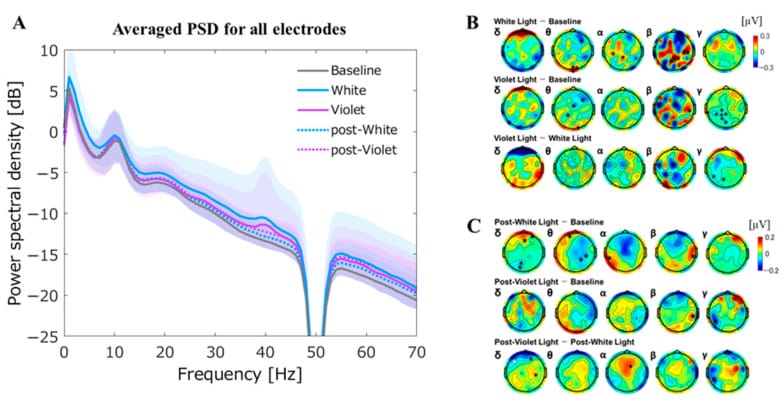 A
Averaged PSD for all electrodes
Power spectral density [dB]
10
5
0
−5
−10
−15
−20
−25
0
10
20
30
40
50
60
70
Frequency [Hz]
Baseline
White
Violet
post-White
post-Violet
B
White Light − Baseline
[μV]
δ θ α β γ
0.3
−0.3
Violet Light − Baseline
δ θ α β γ
Violet Light − White Light
δ θ α β γ
C
Post-White Light − Baseline
[μV]
δ θ α β γ
0.2
−0.2
Post-Violet Light − Baseline
δ θ α β γ
Post-Violet Light − Post-White Light
δ θ α β γ